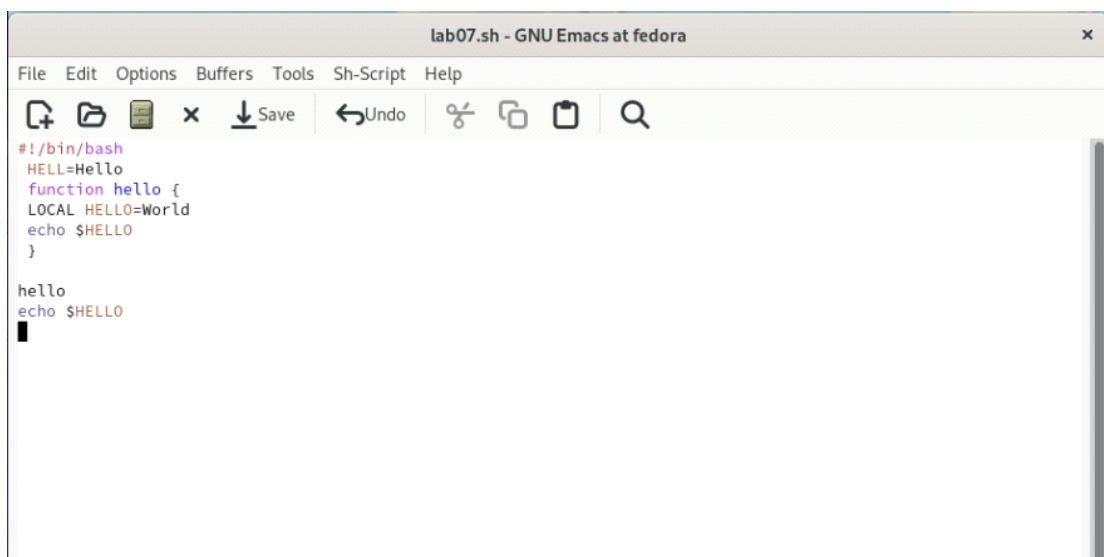 lab07.sh - GNU Emacs at fedora
File Edit Options Buffers Tools Sh-Script Help
Save Undo
#!/bin/bash
HELL=Hello
function hello {
LOCAL HELLO=World
echo $HELLO
}
hello
echo $HELLO